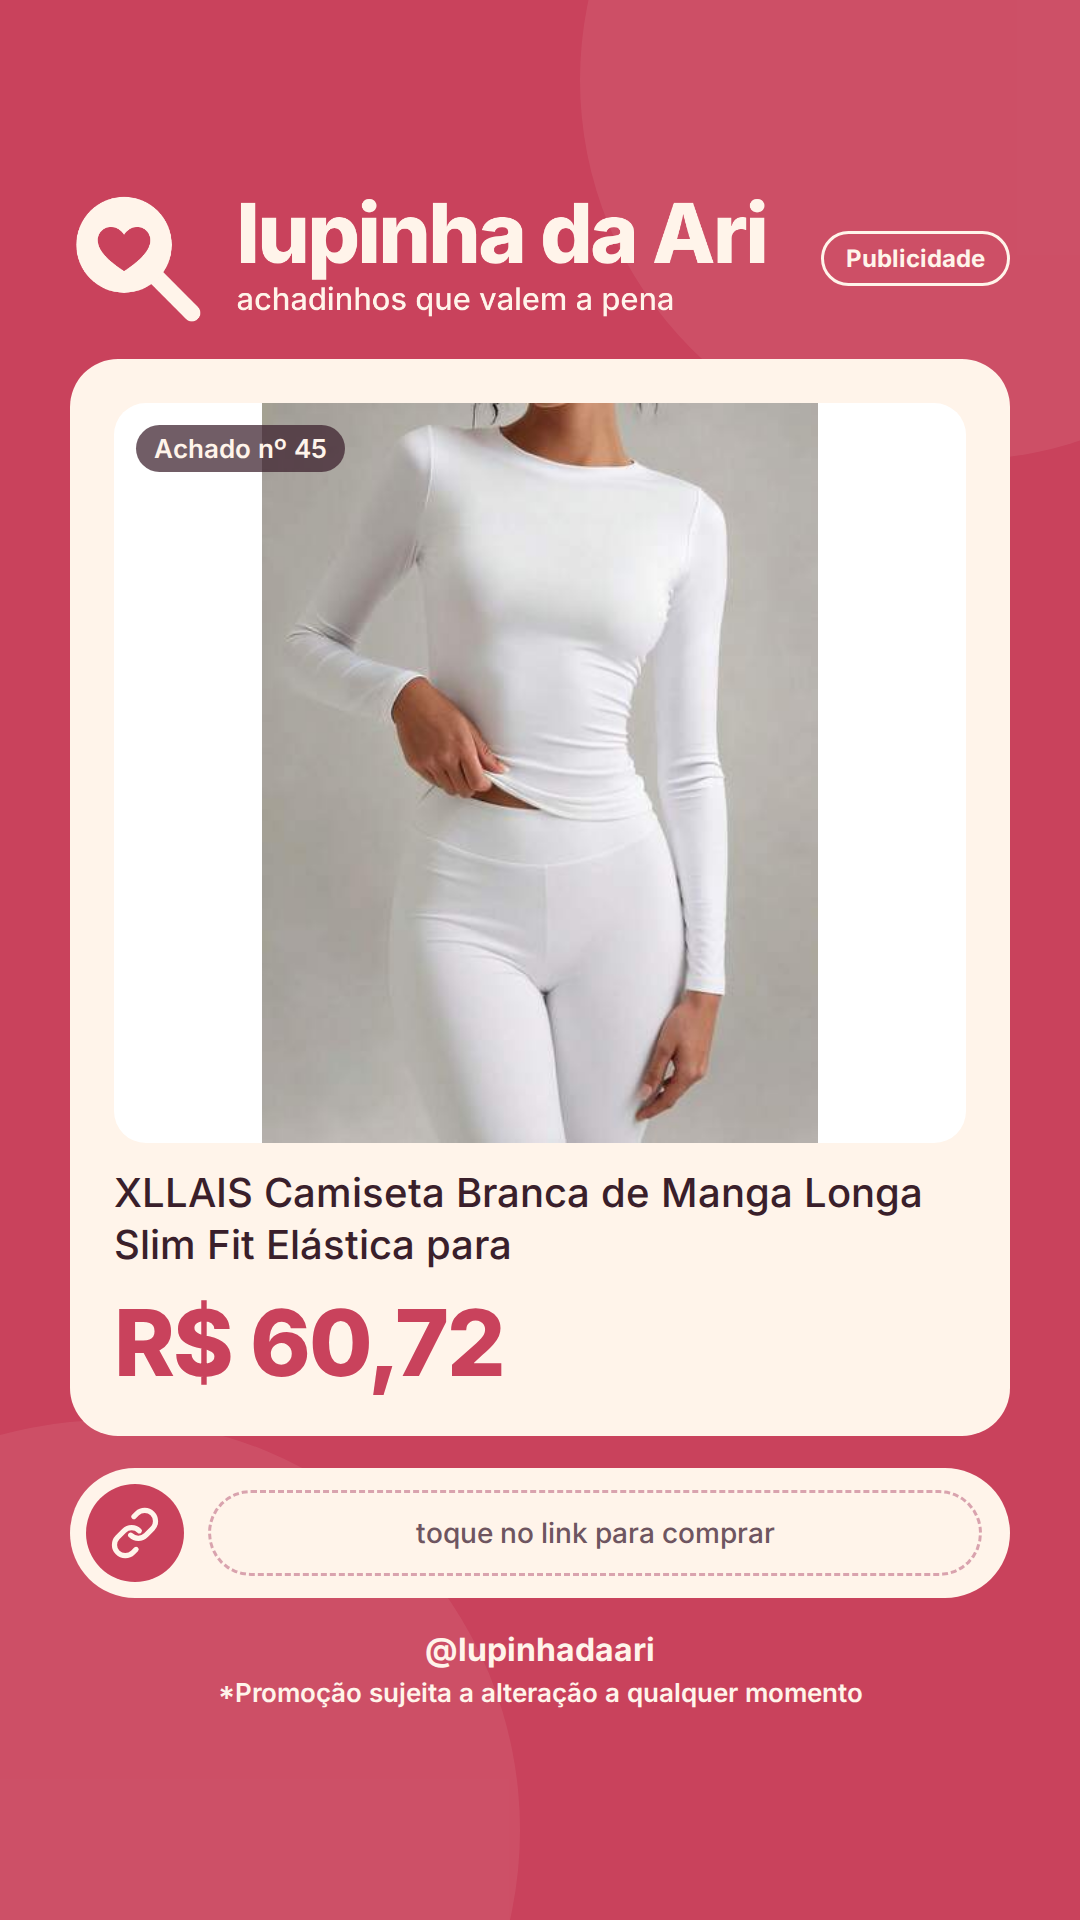 lupinha da Ari
achadinhos que valem a pena
Publicidade
Achado nº 45
XLLAIS Camiseta Branca de Manga Longa
Slim Fit Elástica para
R$ 60,72
toque no link para comprar
@lupinhadaari
*Promoção sujeita a alteração a qualquer momento